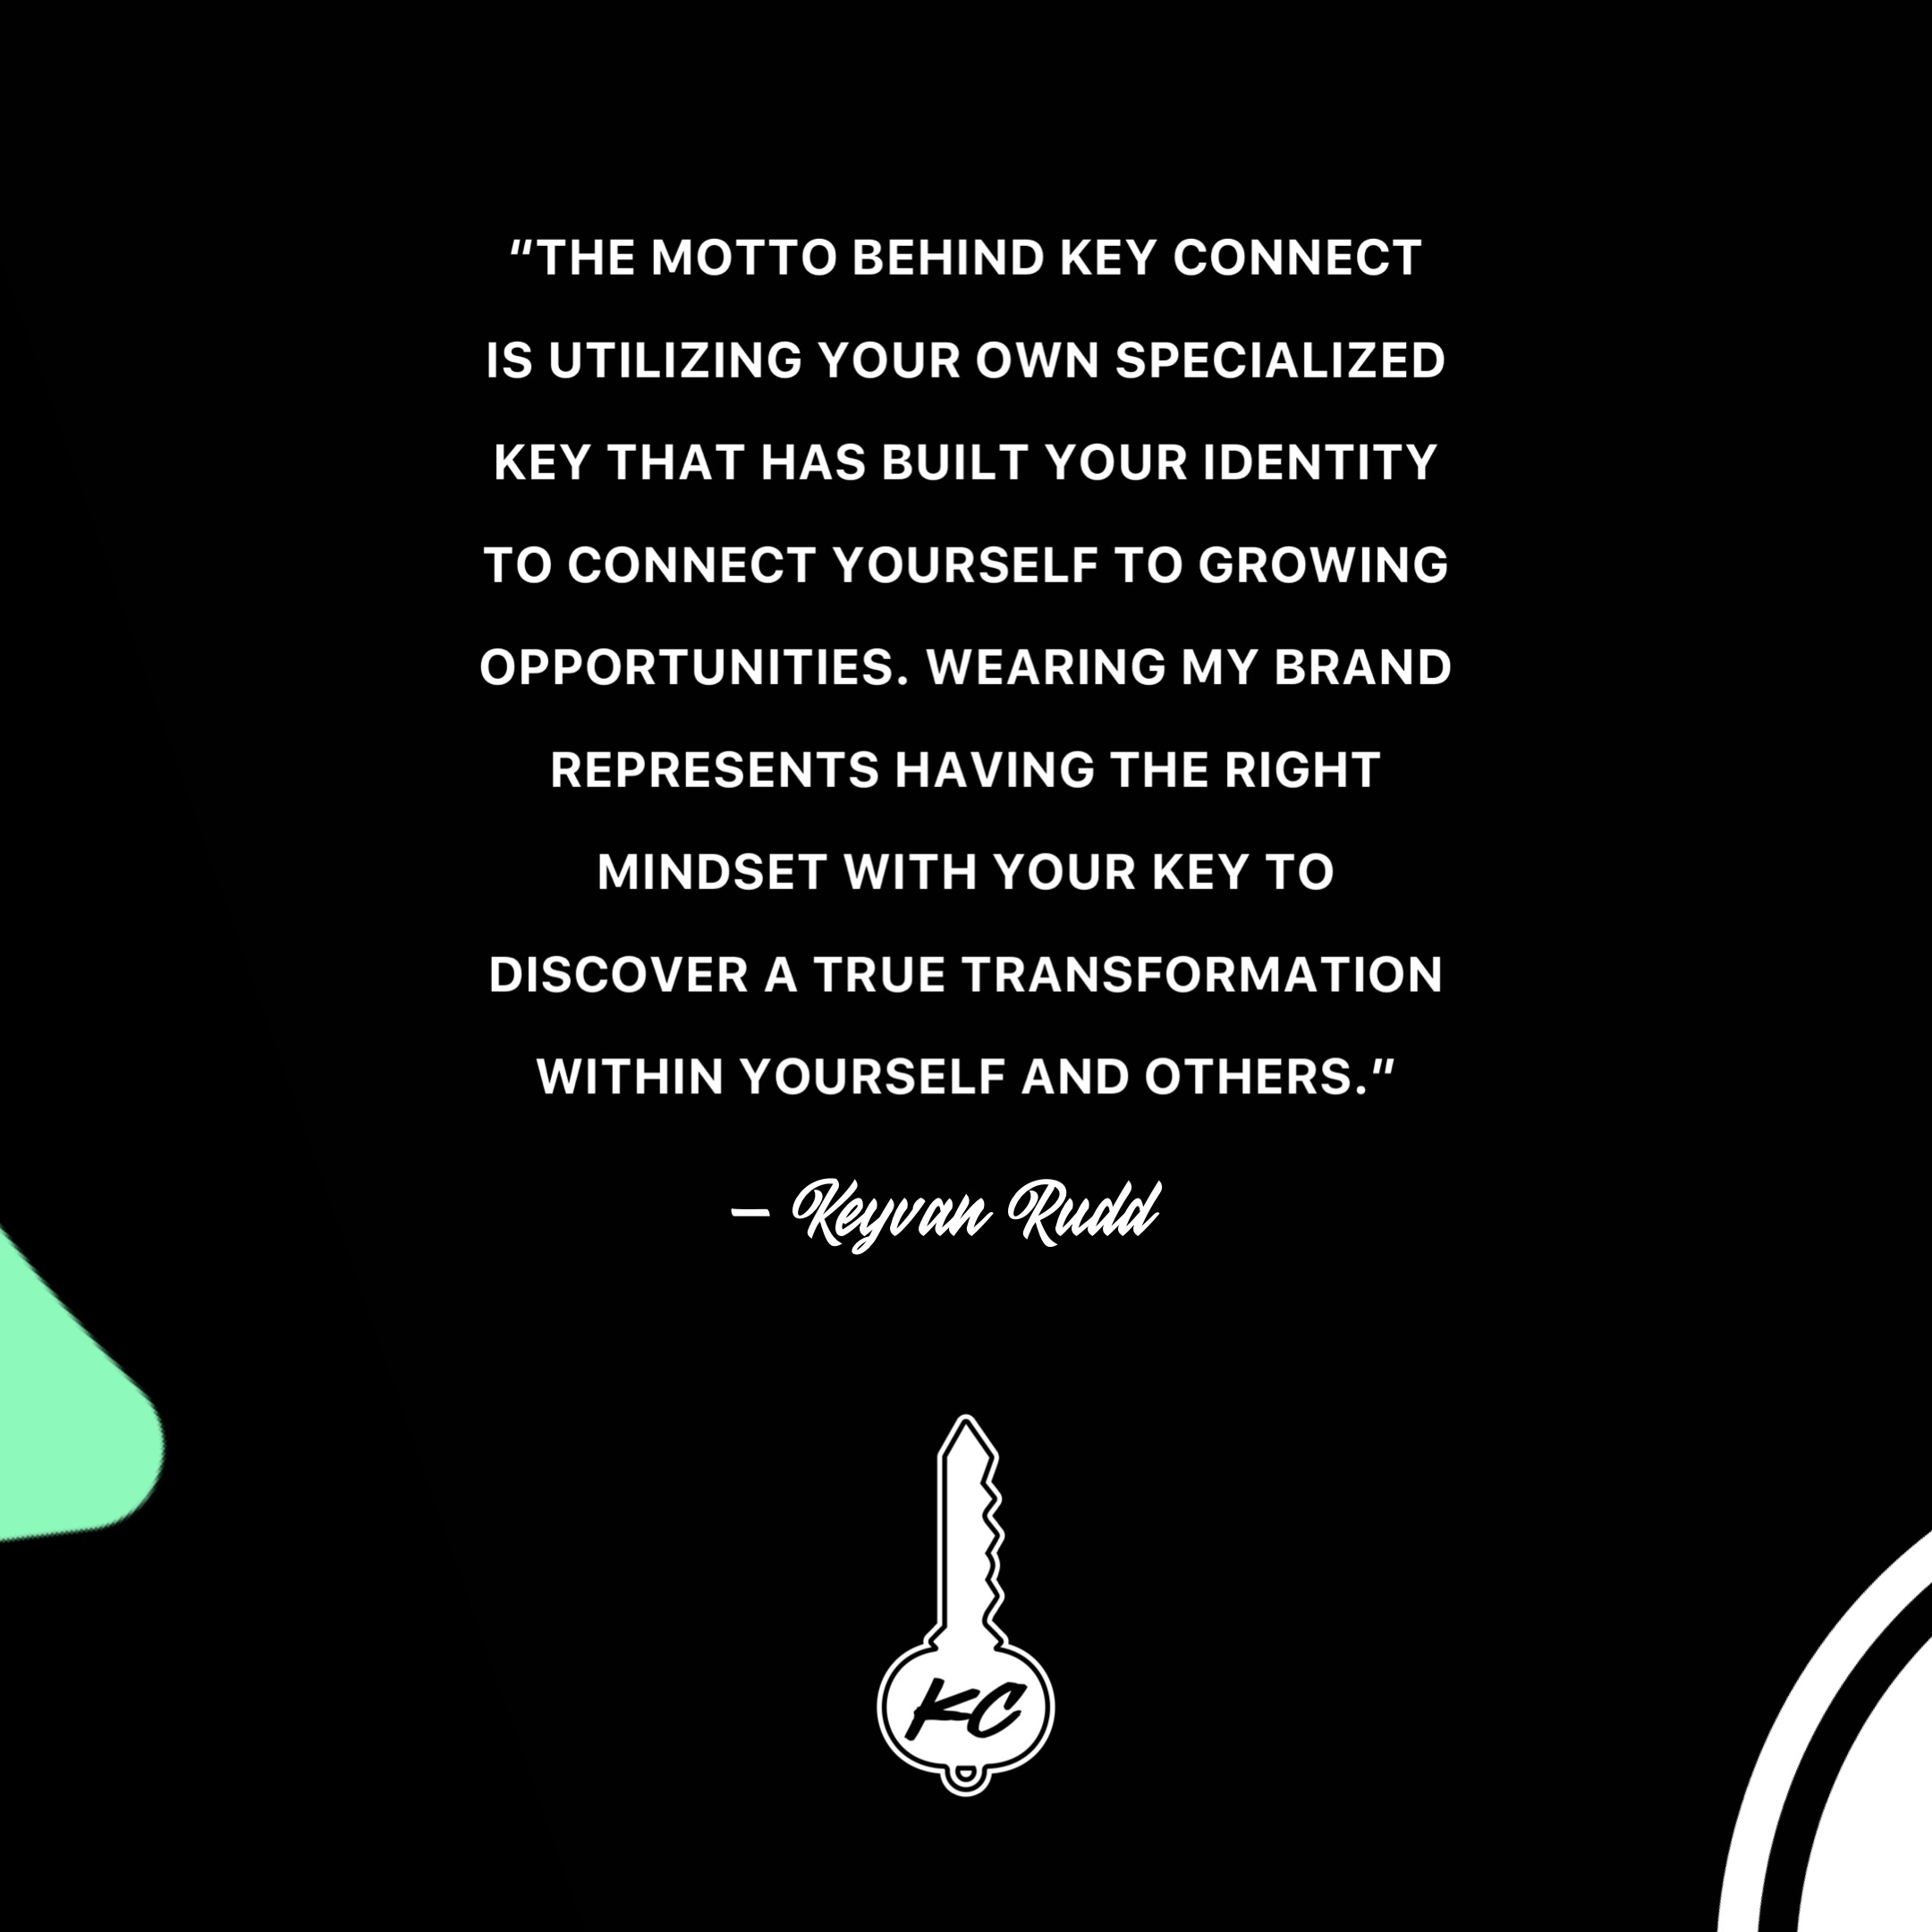 "THE MOTTO BEHIND KEY CONNECT
IS UTILIZING YOUR OWN SPECIALIZED
KEY THAT HAS BUILT YOUR IDENTITY
TO CONNECT YOURSELF TO GROWING
OPPORTUNITIES. WEARING MY BRAND
REPRESENTS HAVING THE RIGHT
MINDSET WITH YOUR KEY TO
DISCOVER A TRUE TRANSFORMATION
WITHIN YOURSELF AND OTHERS."
– Keyvan Rudd
KC